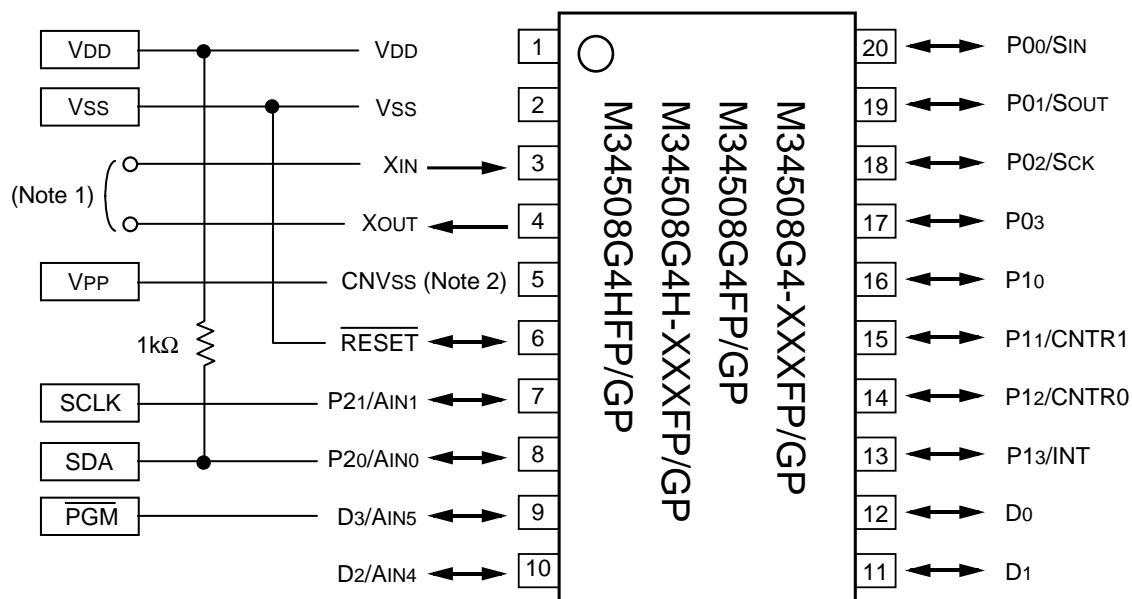 VDD VDD 1 20 P00/SIN
VSS VSS 2 19 P01/SOUT
(Note 1) XIN 3 18 P02/SCK
XOUT 4 17 P03
VPP CNVSS (Note 2) 5 16 P10
1kΩ RESET 6 15 P11/CNTR1
SCLK P21/AIN1 7 14 P12/CNTR0
SDA P20/AIN0 8 13 P13/INT
PGM D3/AIN5 9 12 D0
D2/AIN4 10 11 D1
M34508G4-XXXFP/GP
M34508G4FP/GP
M34508G4H-XXXFP/GP
M34508G4HFP/GP